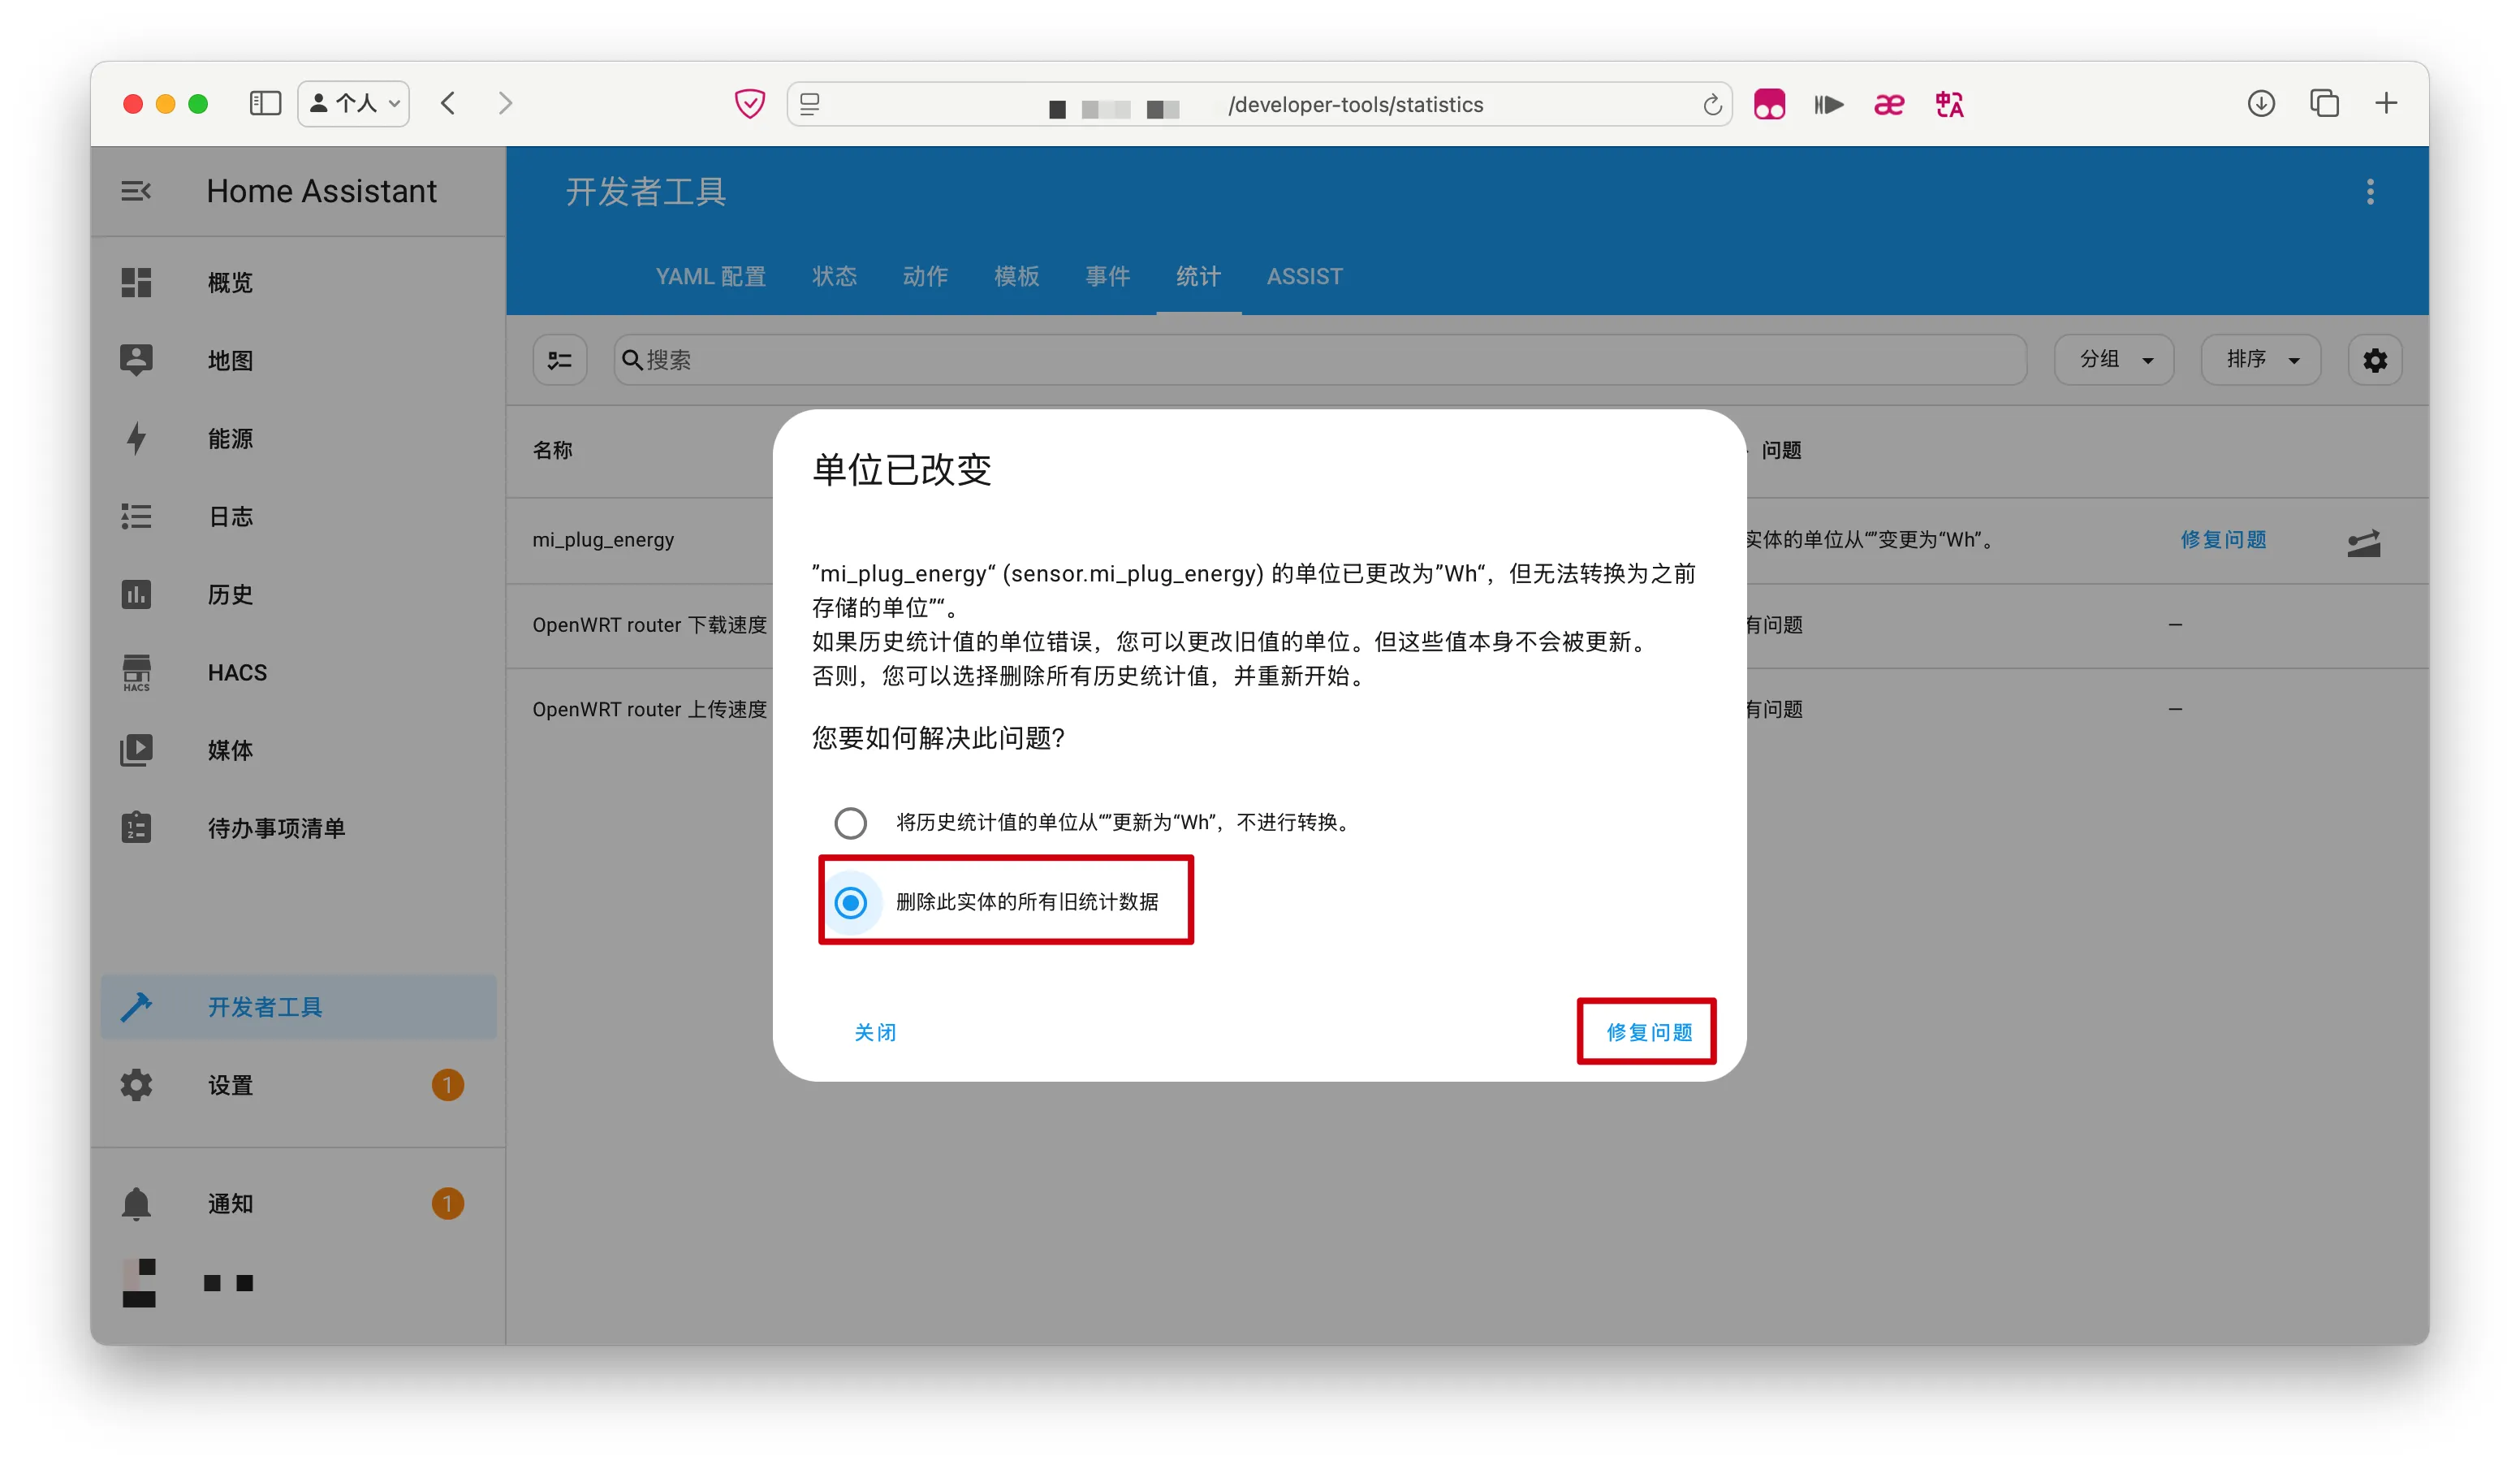 个人
/developer-tools/statistics
Home Assistant
开发者工具
YAML 配置 状态 动作 模板 事件 统计 ASSIST
概览
地图
能源
日志
历史
HACS
HACS
媒体
待办事项清单
开发者工具
设置 1
通知 1
搜索 分组 排序
名称 问题
mi_plug_energy 实体的单位从“”变更为“Wh”。 修复问题
OpenWRT router 下载速度 有问题 —
OpenWRT router 上传速度 有问题 —
单位已改变
”mi_plug_energy“ (sensor.mi_plug_energy) 的单位已更改为”Wh“，但无法转换为之前
存储的单位”“。
如果历史统计值的单位错误，您可以更改旧值的单位。但这些值本身不会被更新。
否则，您可以选择删除所有历史统计值，并重新开始。
您要如何解决此问题?
将历史统计值的单位从“”更新为“Wh”，不进行转换。
删除此实体的所有旧统计数据
关闭 修复问题